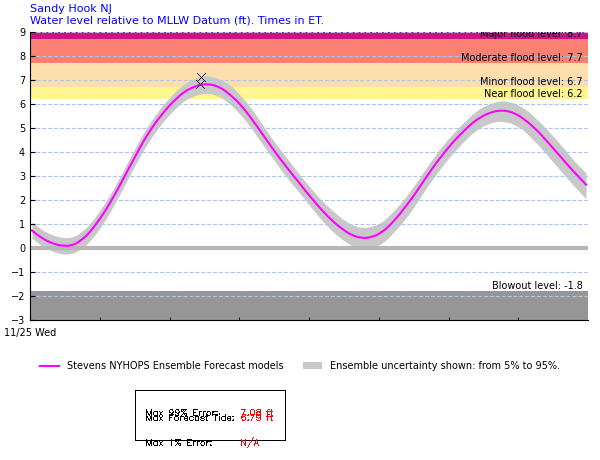 Sandy Hook NJ
Water level relative to MLLW Datum (ft). Times in ET.
9
Major flood level: 8.7
8
Moderate flood level: 7.7
7
Minor flood level: 6.7
Near flood level: 6.2
6
5
4
3
2
1
0
−1
Blowout level: -1.8
−2
−3
11/25 Wed
Stevens NYHOPS Ensemble Forecast models
Ensemble uncertainty shown: from 5% to 95%.
Max 99% Error:
Max Forecast Tide: 6.79 ft
Max 1% Error: N/A